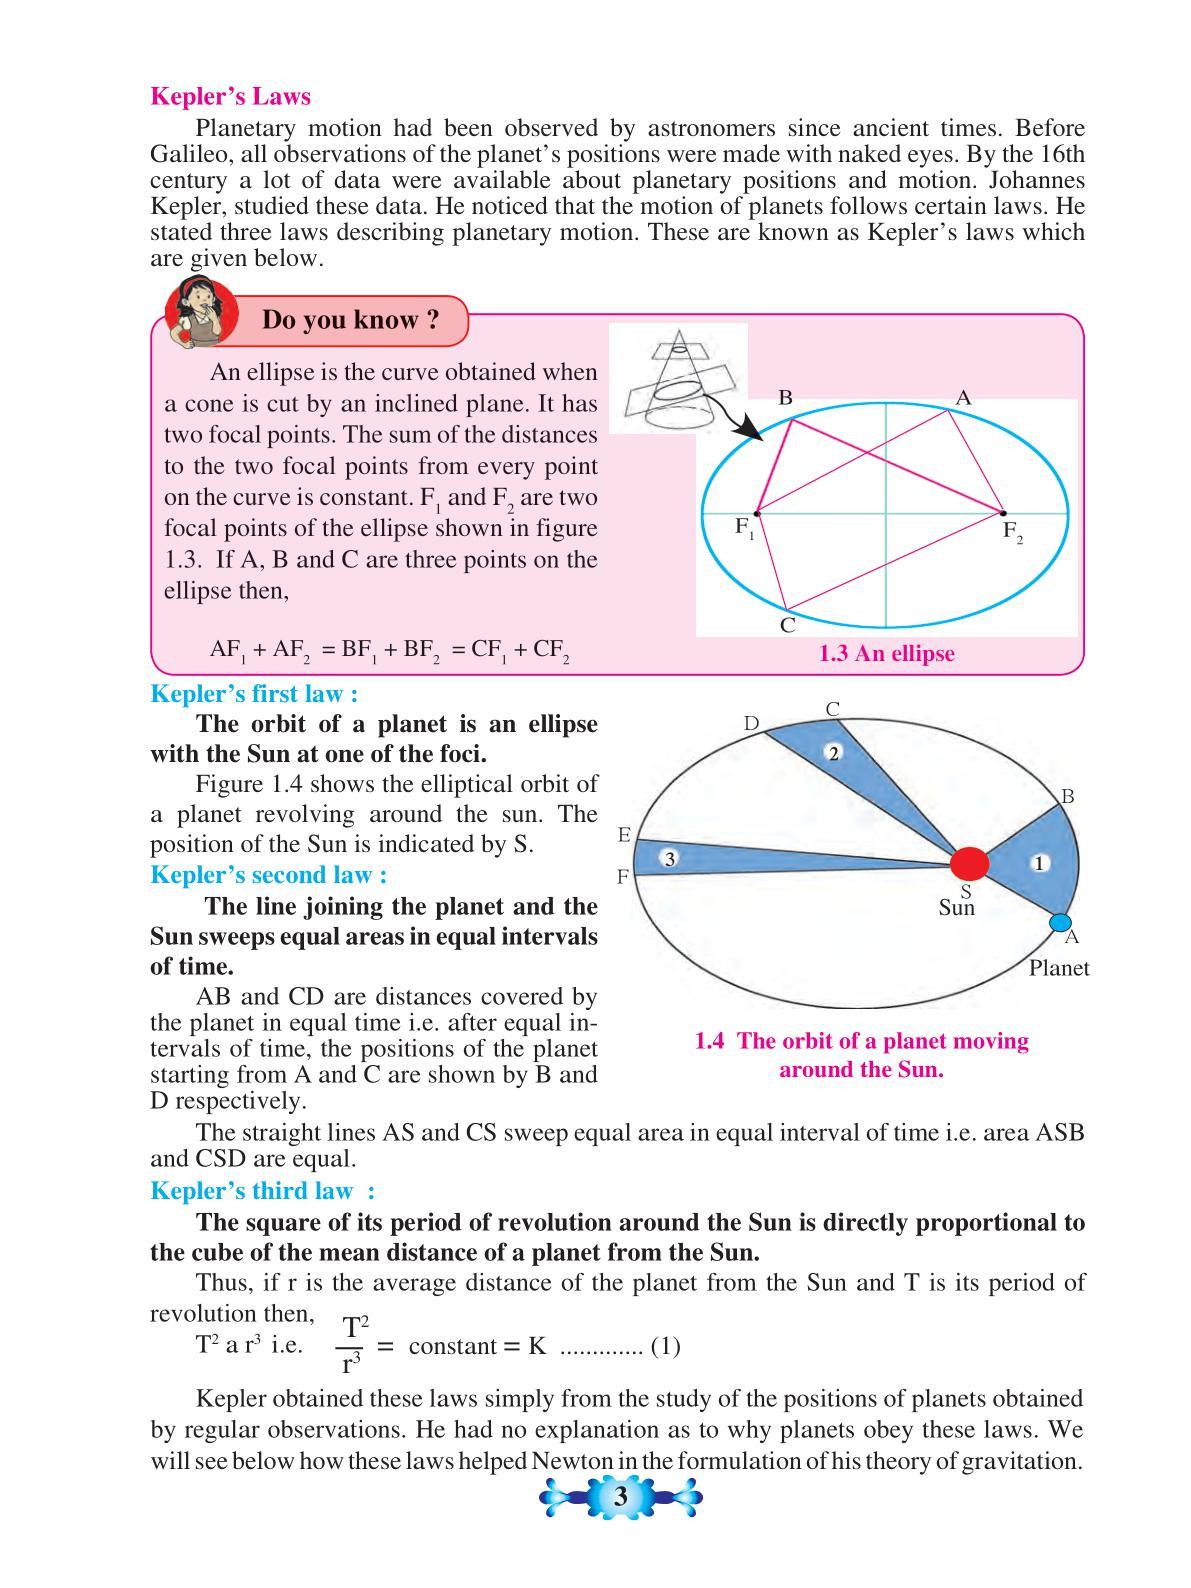 Kepler's Laws
Planetary motion had been observed by astronomers since ancient times. Before
Galileo, all observations of the planet's positions were made with naked eyes. By the 16th
century a lot of data were available about planetary positions and motion. Johannes
Kepler, studied these data. He noticed that the motion of planets follows certain laws. He
stated three laws describing planetary motion. These are known as Kepler's laws which
are given below.
Do you know ?
An ellipse is the curve obtained when
a cone is cut by an inclined plane. It has
two focal points. The sum of the distances
to the two focal points from every point
on the curve is constant. F₁ and F₂ are two
focal points of the ellipse shown in figure
1.3. If A, B and C are three points on the
ellipse then,
AF₁ + AF₂ = BF₁ + BF₂ = CF₁ + CF₂
B
A
F₁
F₂
C
1.3 An ellipse
Kepler's first law :
The orbit of a planet is an ellipse
with the Sun at one of the foci.
Figure 1.4 shows the elliptical orbit of
a planet revolving around the sun. The
position of the Sun is indicated by S.
Kepler's second law :
The line joining the planet and the
Sun sweeps equal areas in equal intervals
of time.
AB and CD are distances covered by
the planet in equal time i.e. after equal in-
tervals of time, the positions of the planet
starting from A and C are shown by B and
D respectively.
D
C
2
B
E
3
1
F
S
Sun
A
Planet
1.4 The orbit of a planet moving
around the Sun.
The straight lines AS and CS sweep equal area in equal interval of time i.e. area ASB
and CSD are equal.
Kepler's third law :
The square of its period of revolution around the Sun is directly proportional to
the cube of the mean distance of a planet from the Sun.
Thus, if r is the average distance of the planet from the Sun and T is its period of
revolution then,
T² a r³ i.e. T²/r³ = constant = K ............. (1)
Kepler obtained these laws simply from the study of the positions of planets obtained
by regular observations. He had no explanation as to why planets obey these laws. We
will see below how these laws helped Newton in the formulation of his theory of gravitation.
3